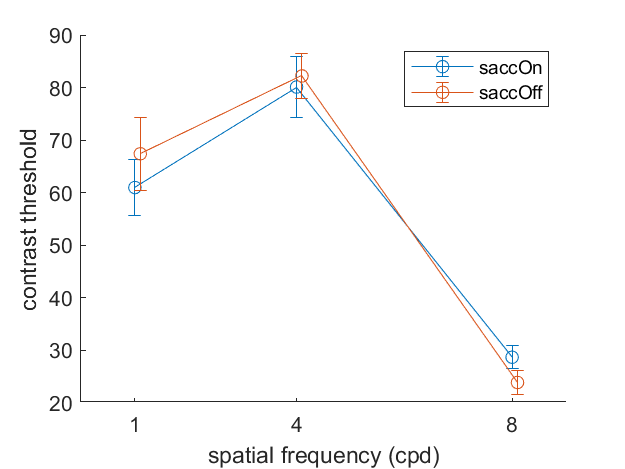 90
80
70
60
50
40
30
20
contrast threshold
saccOn
saccOff
1 4 8
spatial frequency (cpd)